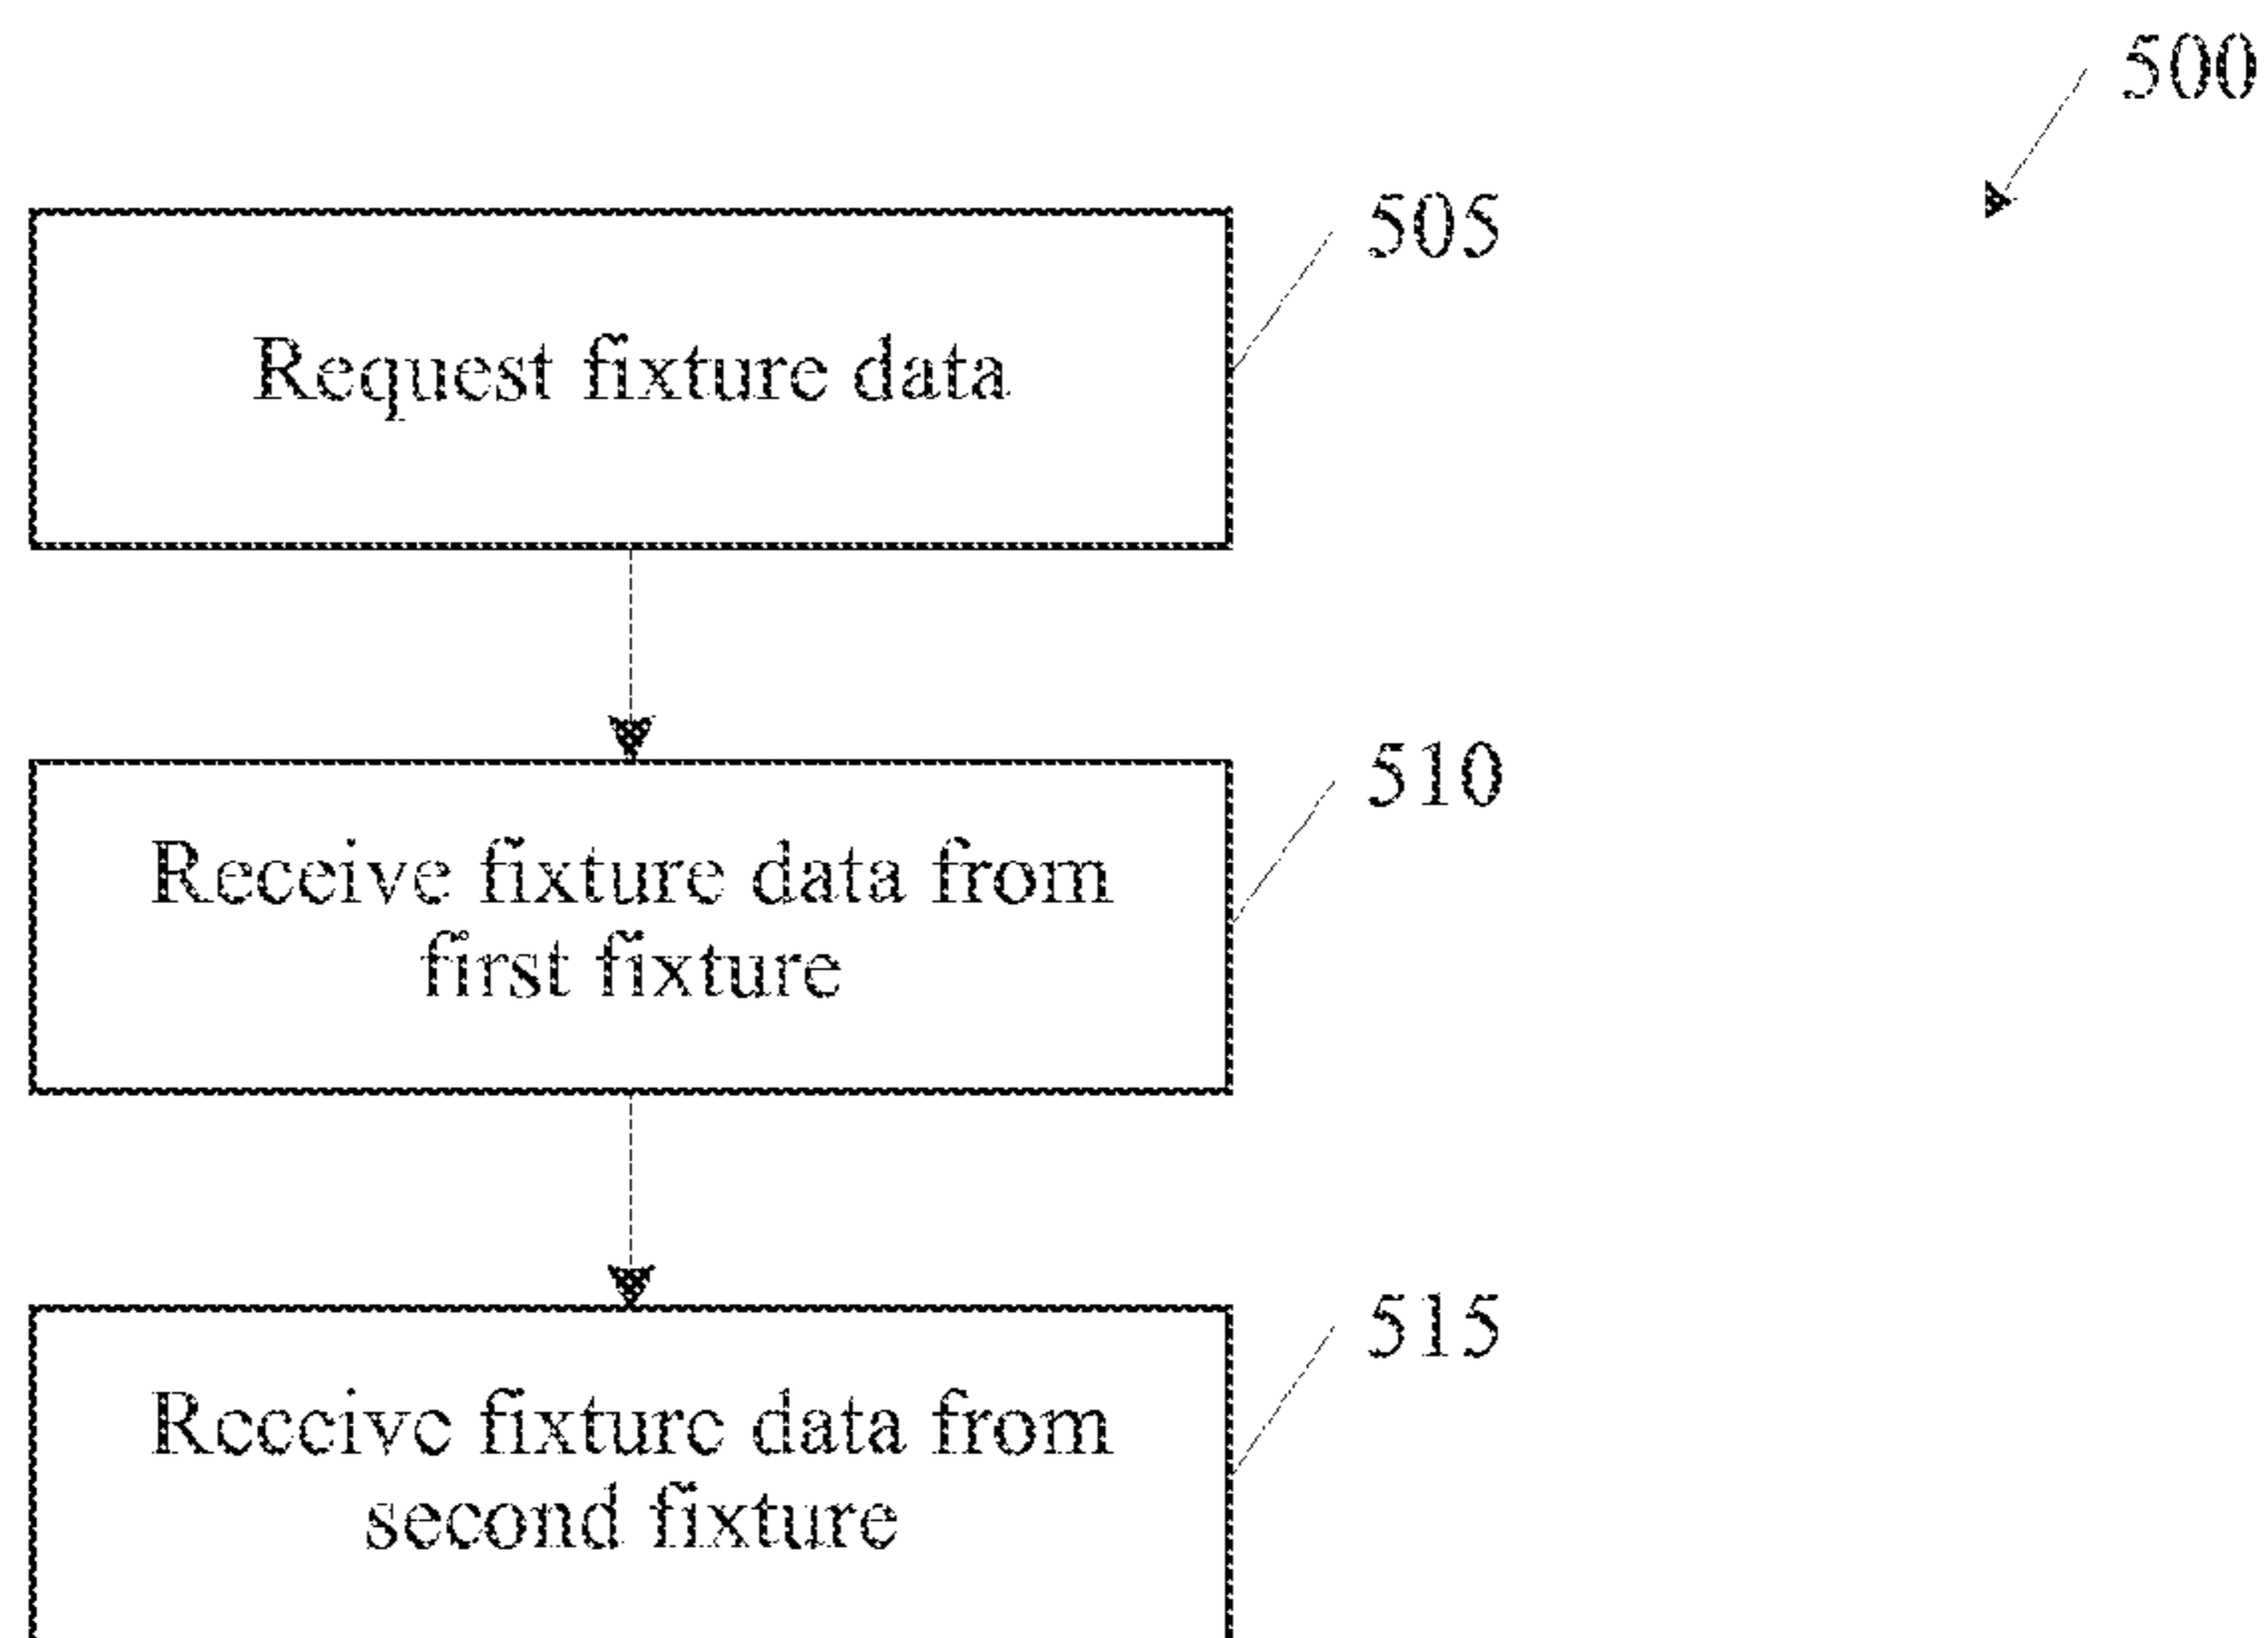 500
505
Request fixture data
510
Receive fixture data from
first fixture
515
Receive fixture data from
second fixture